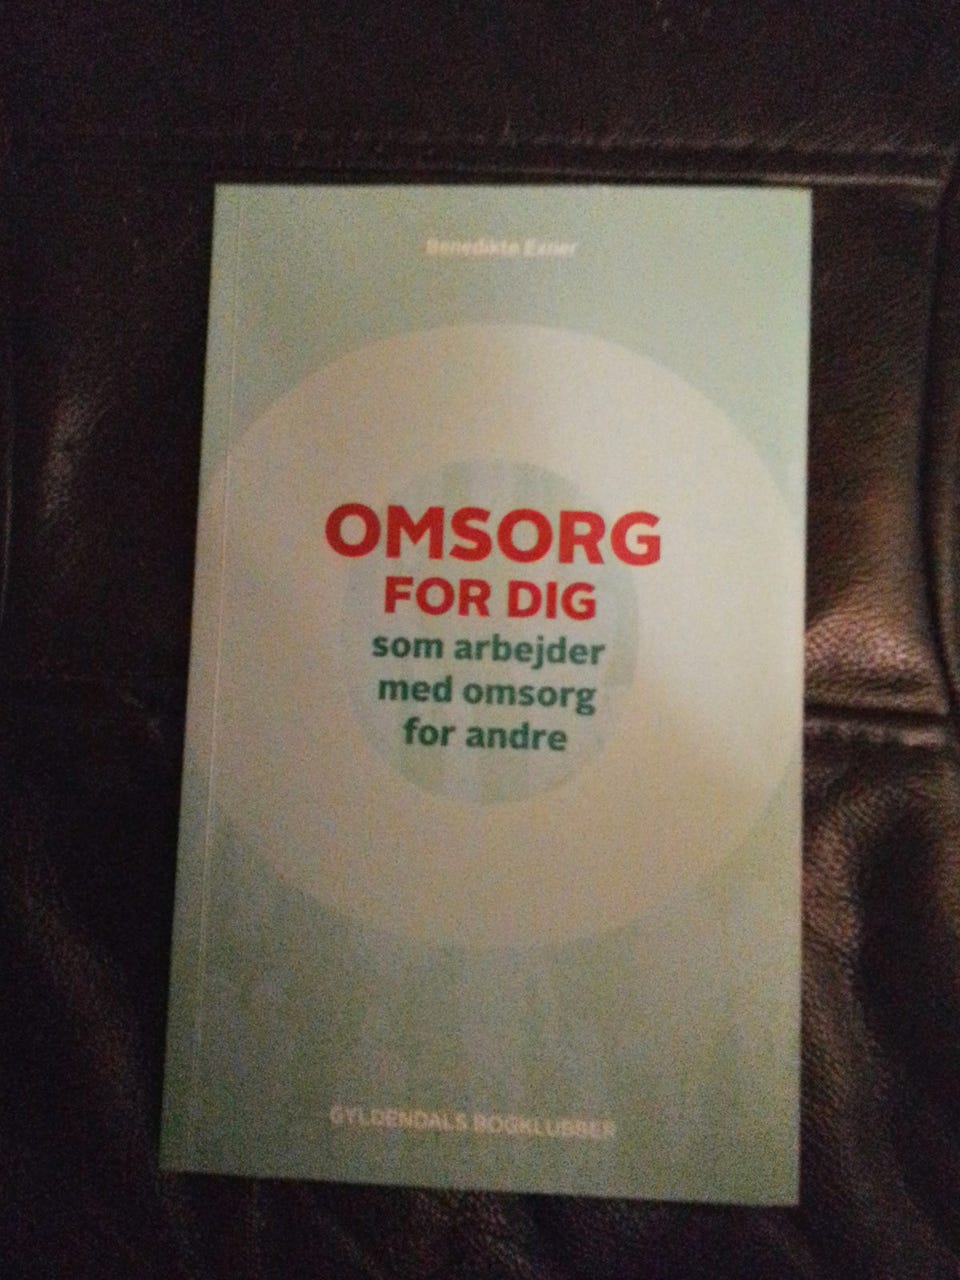 Benedikte Exner
OMSORG
FOR DIG
som arbejder
med omsorg
for andre
GYLDENDALS BOGKLUBBER